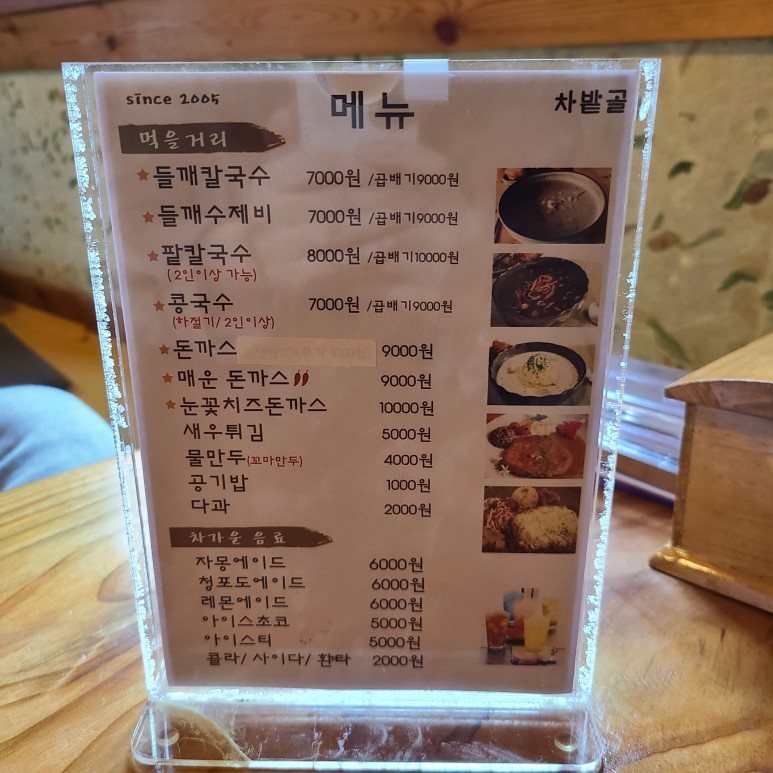 since 2005 메뉴 차밭골
먹을거리
들깨칼국수 7000원 /곱배기9000원
들깨수제비 7000원 /곱배기9000원
팥칼국수 8000원 /곱배기10000원
(2인이상 가능)
콩국수 7000원 /곱배기9000원
(하절기/2인이상)
돈까스 9000원
매운 돈까스 9000원
눈꽃치즈돈까스 10000원
새우튀김 5000원
물만두(꼬마만두) 4000원
공기밥 1000원
다과 2000원
차가운 음료
자몽에이드 6000원
청포도에이드 6000원
레몬에이드 6000원
아이스초코 5000원
아이스티 5000원
콜라/ 사이다/ 환타 2000원